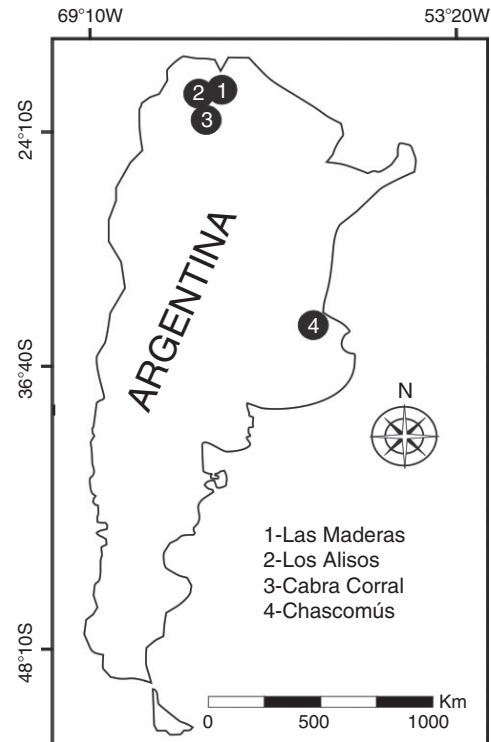 69°10W 53°20W
2 1
3
24°10S
ARGENTINA
4
36°40S
N
1-Las Maderas
2-Los Alisos
3-Cabra Corral
4-Chascomús
48°10S
Km
0 500 1000